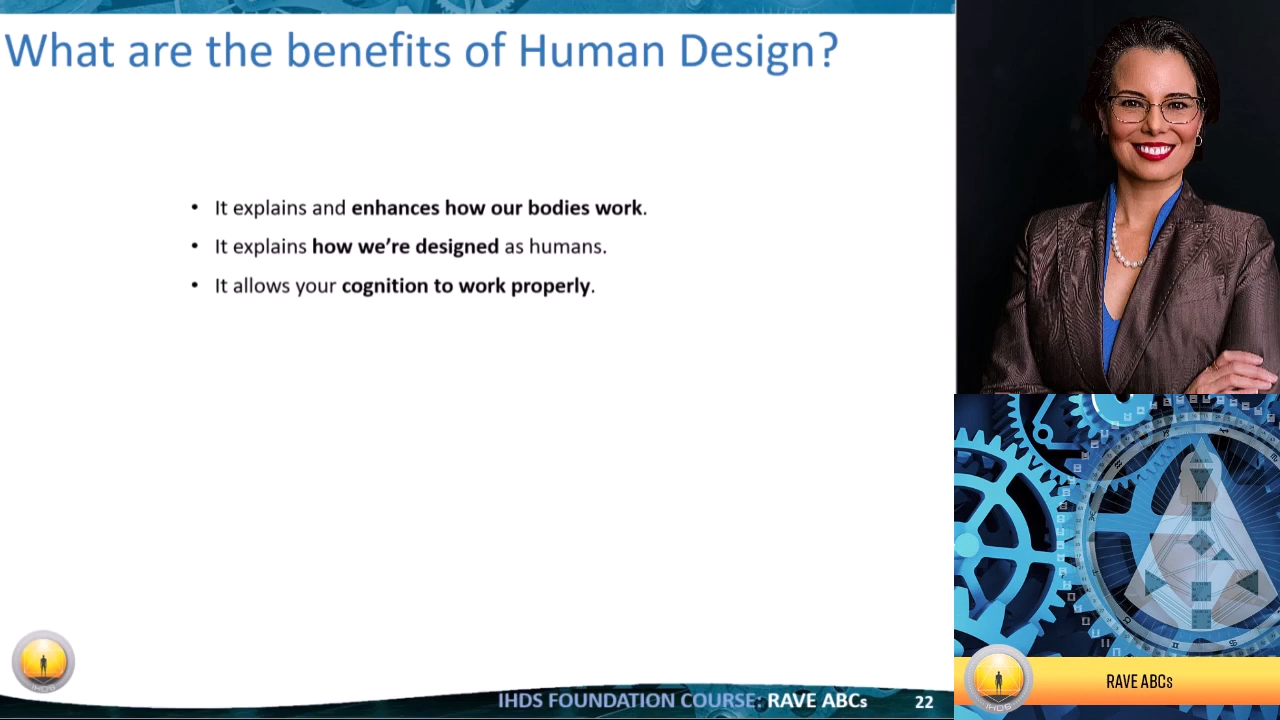 What are the benefits of Human Design?
• It explains and enhances how our bodies work.
• It explains how we're designed as humans.
• It allows your cognition to work properly.
IHDS
IHDS FOUNDATION COURSE: RAVE ABCs 22
IHDS
RAVE ABCs